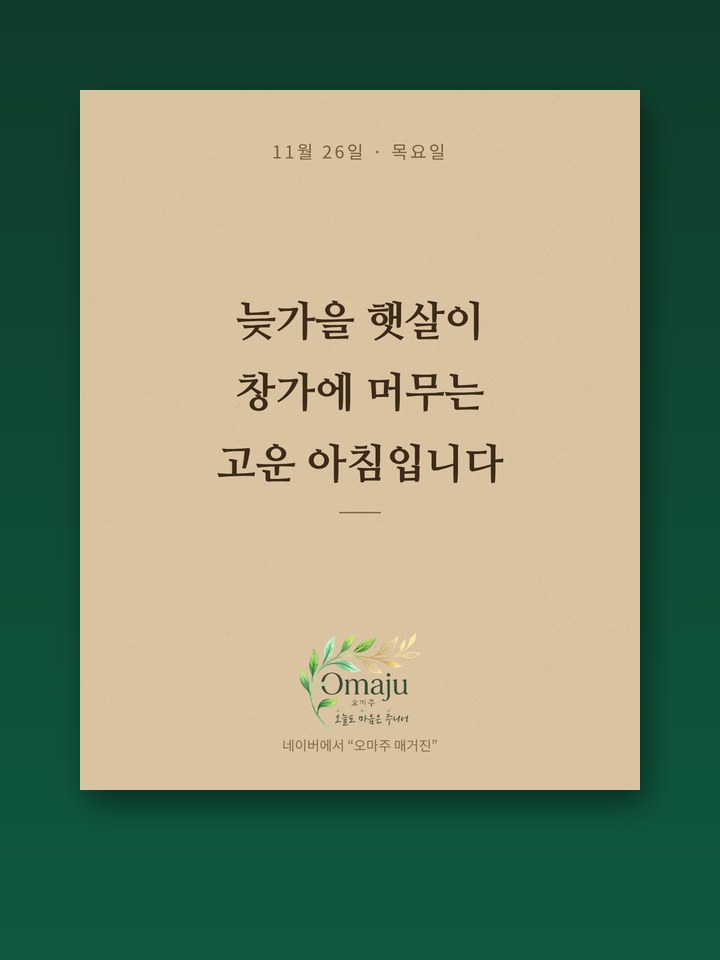 11월 26일 · 목요일
늦가을 햇살이
창가에 머무는
고운 아침입니다
Omaju
오마주
오늘도 마음은 주니어
네이버에서 “오마주 매거진”